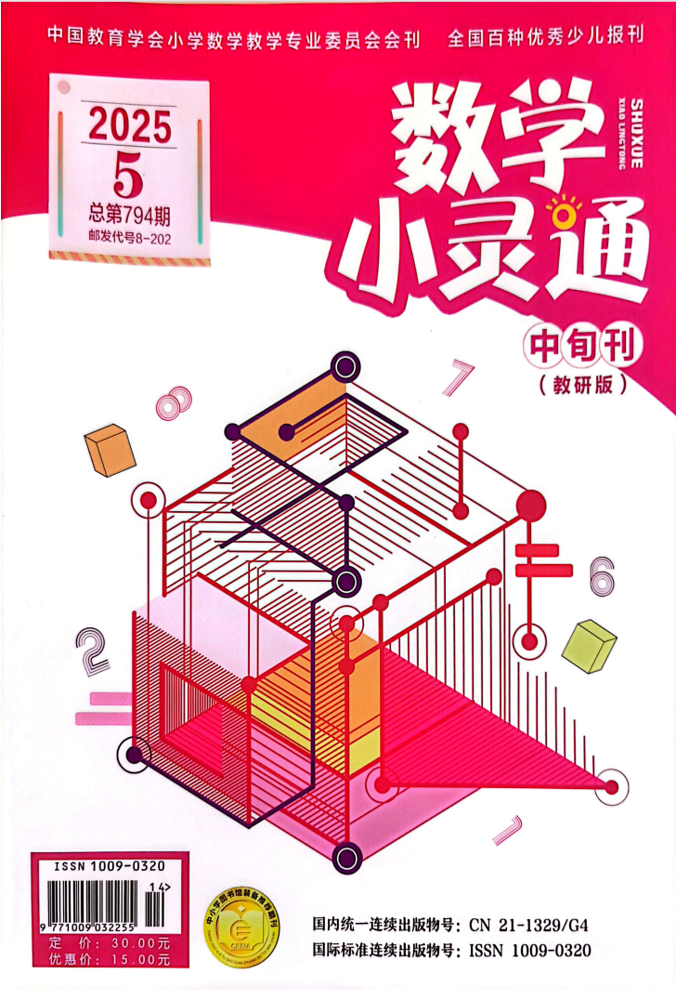 中国教育学会小学数学教学专业委员会会刊 全国百种优秀少儿报刊
2025
5
总第794期
邮发代号8-202
数学
SHUXUE
XIAO LINGTONG
小灵通
中旬刊
（教研版）
7
8
6
2
1
ISSN 1009-0320
14>
9 771009 032255
定 价：30.00元
优惠价：15.00元
中小学图书馆装备推荐期刊
国内统一连续出版物号：CN 21-1329/G4
国际标准连续出版物号：ISSN 1009-0320